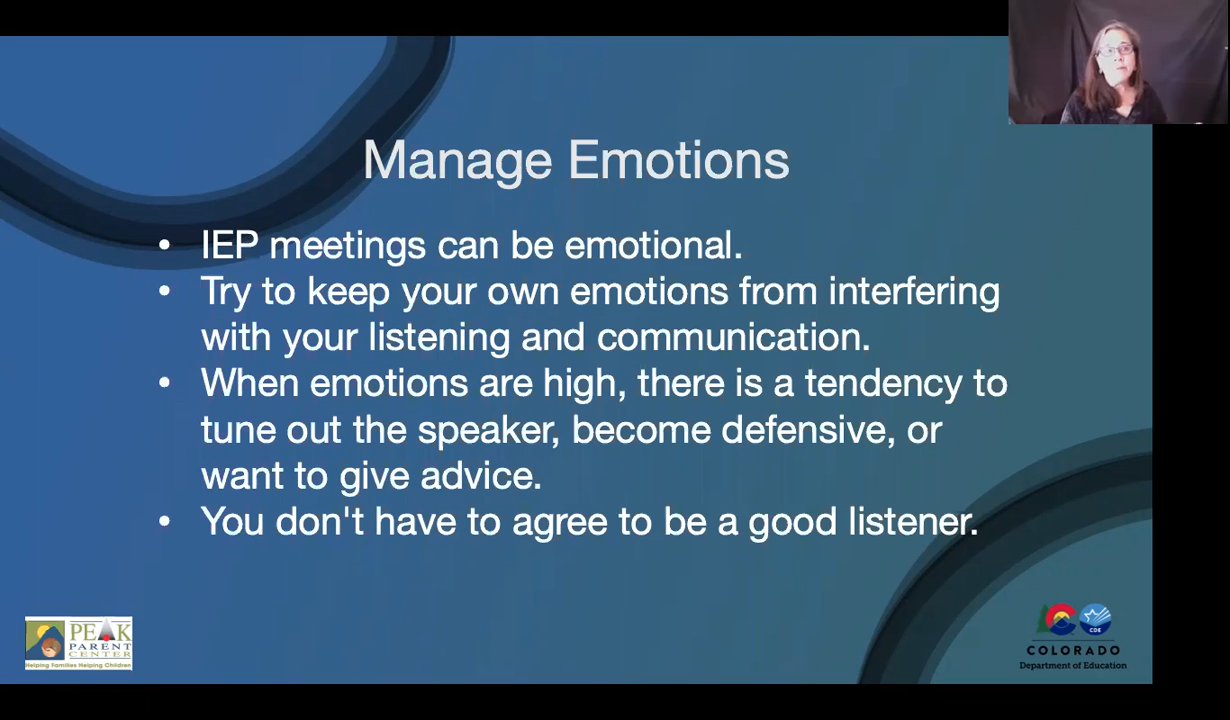 Manage Emotions
• IEP meetings can be emotional.
• Try to keep your own emotions from interfering
with your listening and communication.
• When emotions are high, there is a tendency to
tune out the speaker, become defensive, or
want to give advice.
• You don't have to agree to be a good listener.
PEAK
PARENT
CENTER
Helping Families Helping Children
CDE
COLORADO
Department of Education